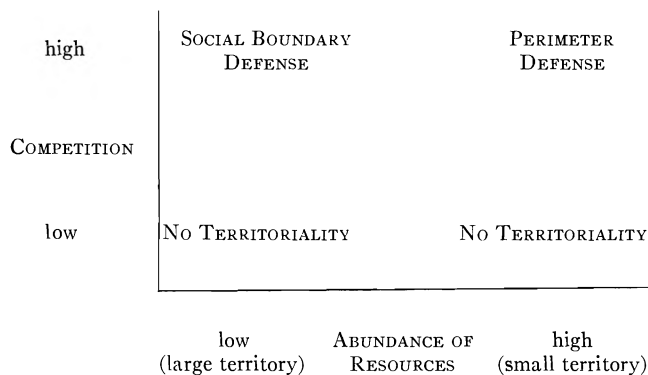 high
SOCIAL BOUNDARY DEFENSE
PERIMETER DEFENSE
COMPETITION
low
NO TERRITORIALITY
NO TERRITORIALITY
low
(large territory)
ABUNDANCE OF RESOURCES
high
(small territory)